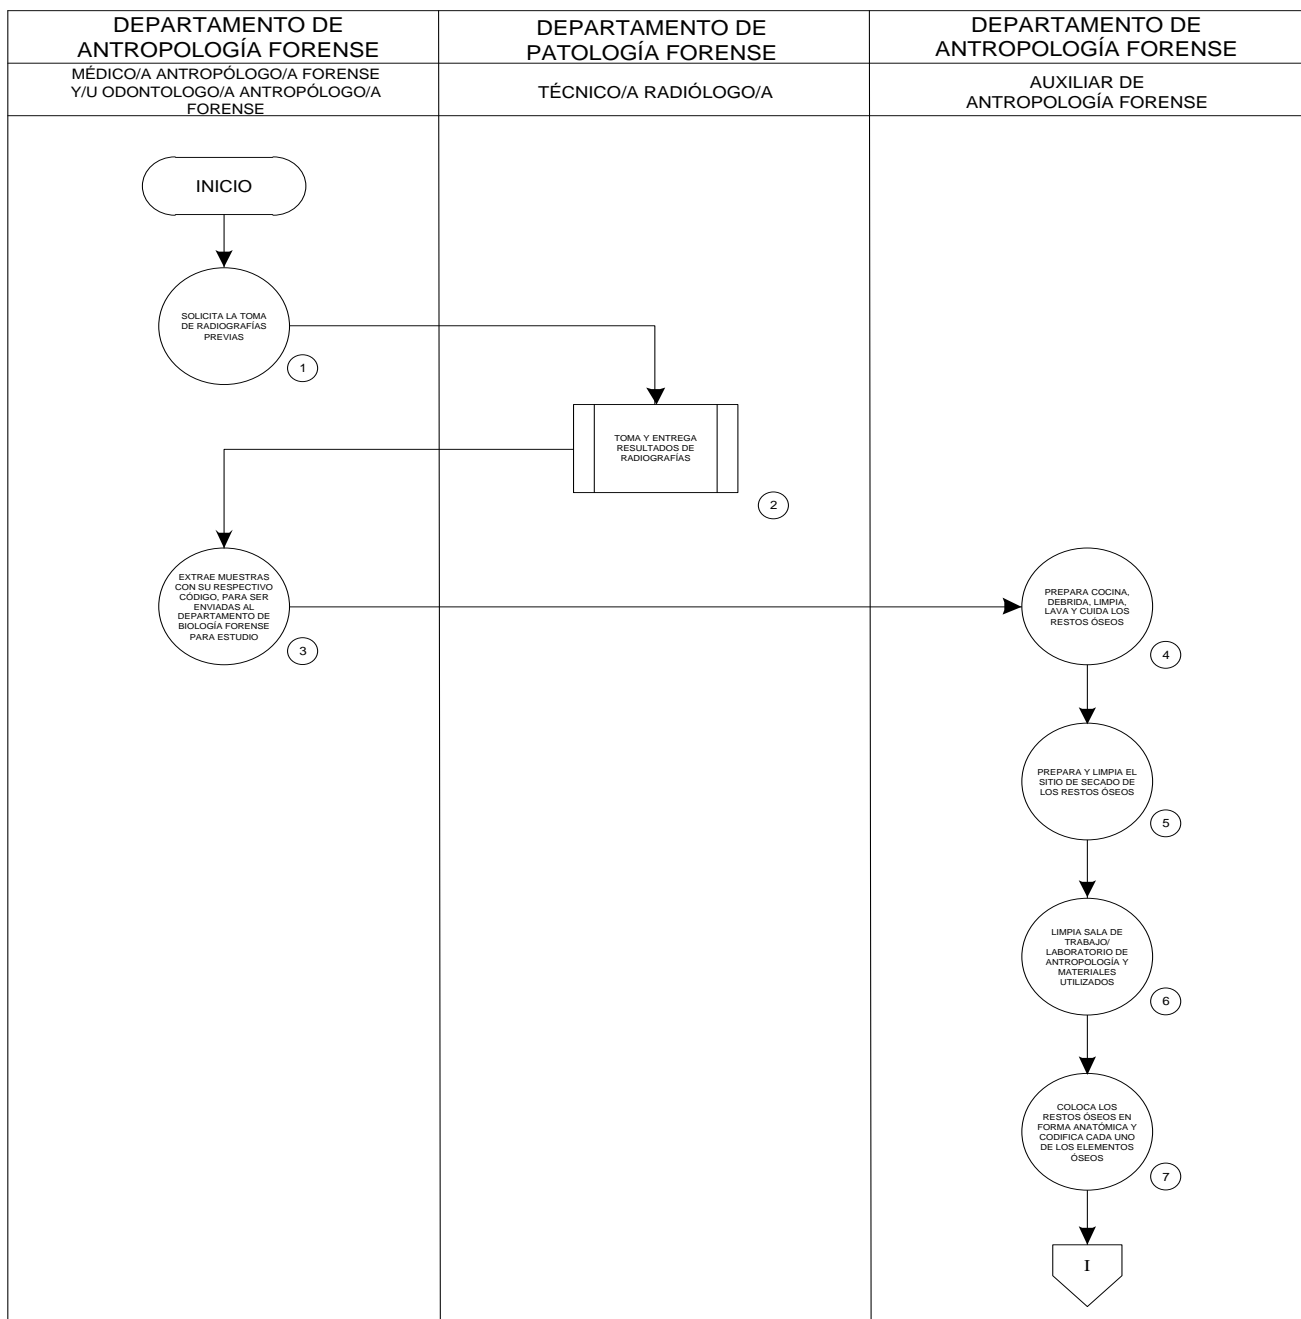 DEPARTAMENTO DE
ANTROPOLOGÍA FORENSE
DEPARTAMENTO DE
PATOLOGÍA FORENSE
DEPARTAMENTO DE
ANTROPOLOGÍA FORENSE
MÉDICO/A ANTROPÓLOGO/A FORENSE
Y/U ODONTOLOGO/A ANTROPÓLOGO/A
FORENSE
TÉCNICO/A RADIÓLOGO/A
AUXILIAR DE
ANTROPOLOGÍA FORENSE
INICIO
SOLICITA LA TOMA
DE RADIOGRAFÍAS
PREVIAS
1
TOMA Y ENTREGA
RESULTADOS DE
RADIOGRAFÍAS
2
EXTRAE MUESTRAS
CON SU RESPECTIVO
CÓDIGO, PARA SER
ENVIADAS AL
DEPARTAMENTO DE
BIOLOGÍA FORENSE
PARA ESTUDIO
3
PREPARA COCINA,
DEBRIDA, LIMPIA,
LAVA Y CUIDA LOS
RESTOS ÓSEOS
4
PREPARA Y LIMPIA EL
SITIO DE SECADO DE
LOS RESTOS ÓSEOS
5
LIMPIA SALA DE
TRABAJO/
LABORATORIO DE
ANTROPOLOGÍA Y
MATERIALES
UTILIZADOS
6
COLOCA LOS
RESTOS ÓSEOS EN
FORMA ANATÓMICA Y
CODIFICA CADA UNO
DE LOS ELEMENTOS
ÓSEOS
7
I